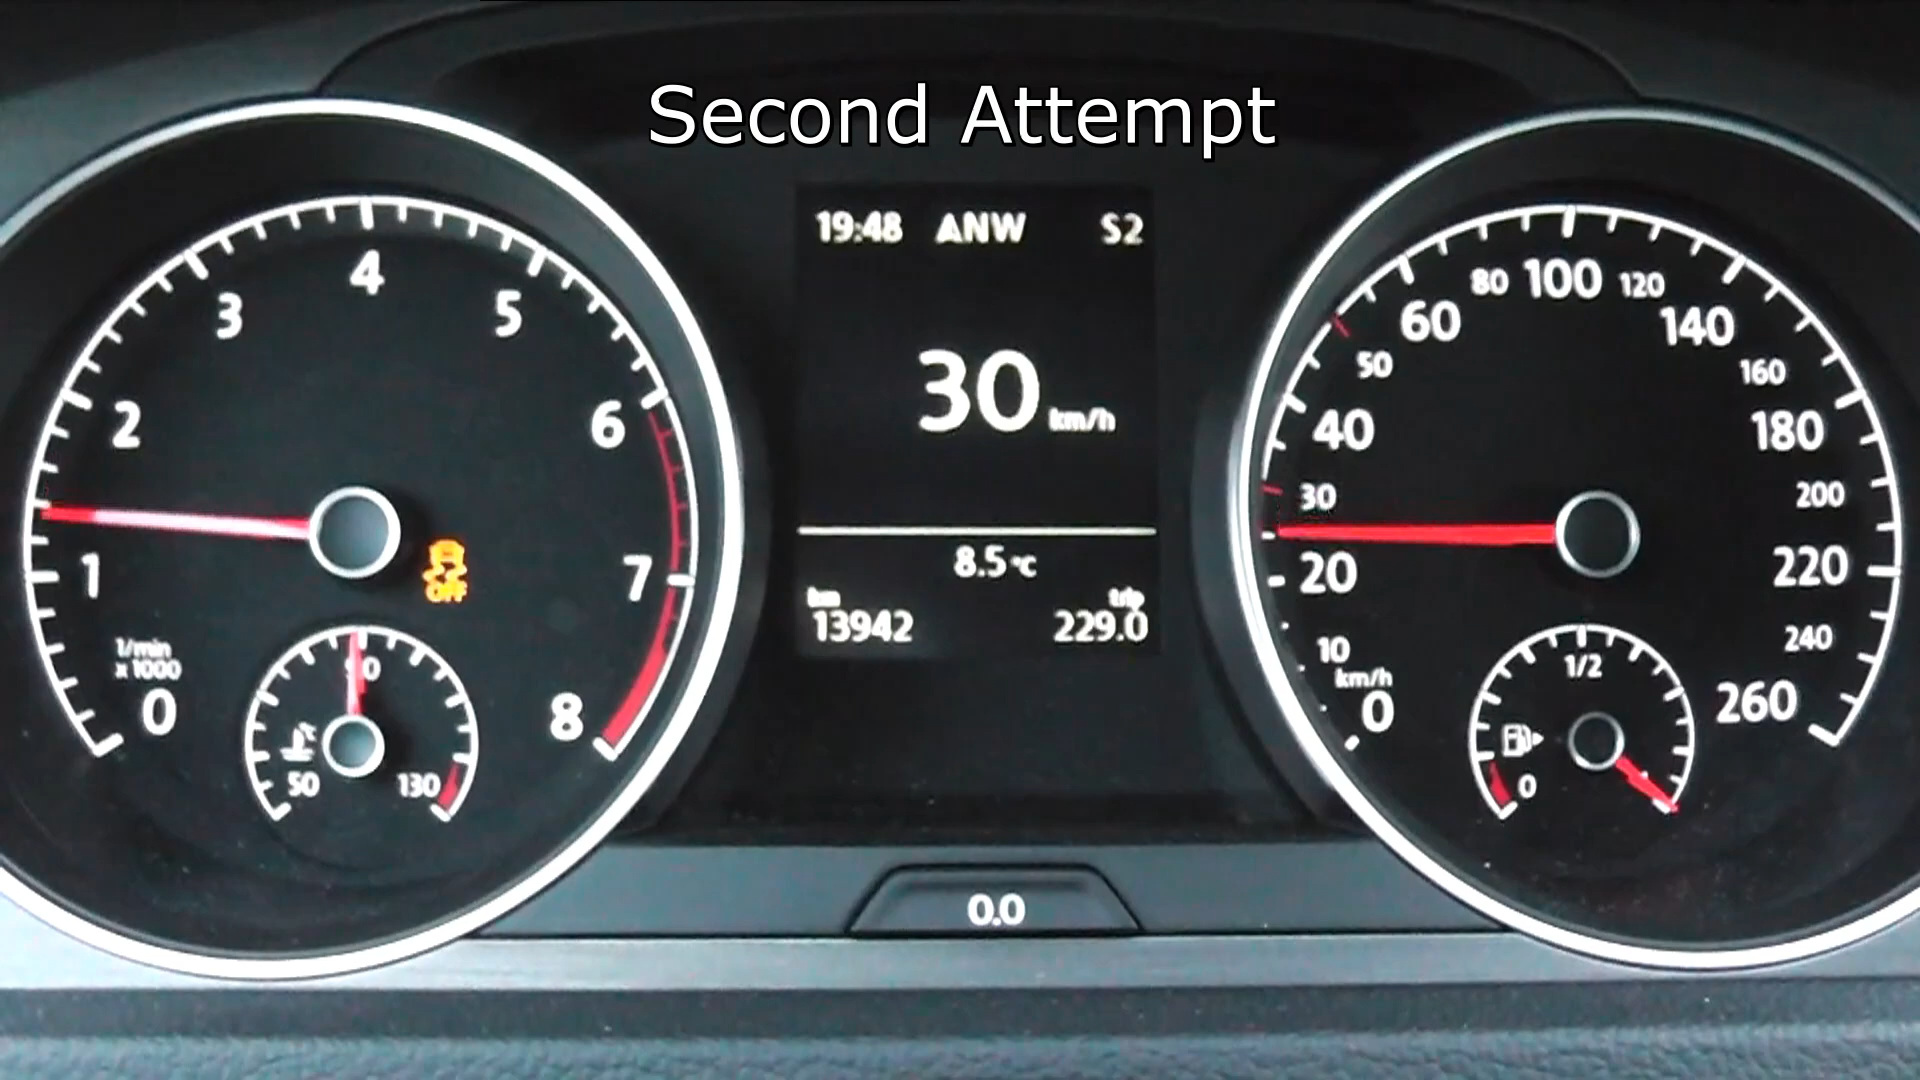 Second Attempt
19:48 ANW S2
30 km/h
8.5 °C
km trip
13942 229.0
0.0
0 1 2 3 4 5 6 7 8
1/min
x 1000
50 90 130
°C
0 10 20 30 40 50 60 80 100 120 140 160 180 200 220 240 260
km/h
0 1/2
OFF